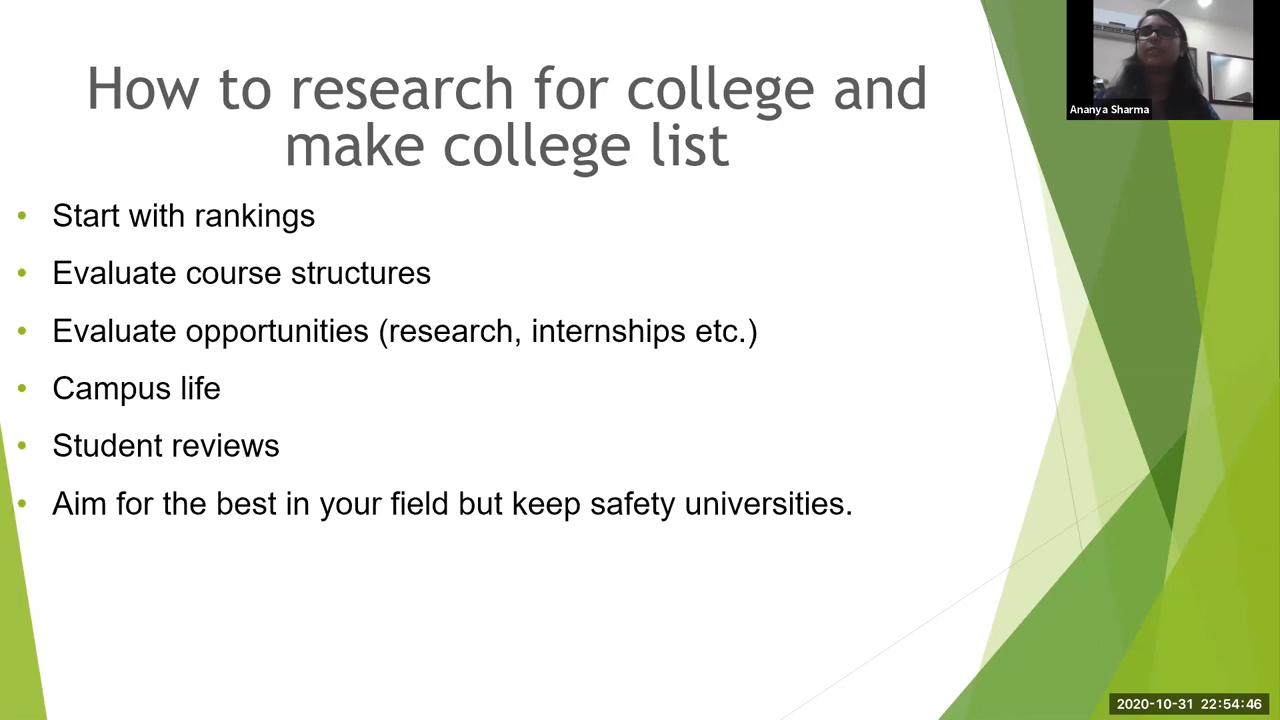 How to research for college and
make college list
• Start with rankings
• Evaluate course structures
• Evaluate opportunities (research, internships etc.)
• Campus life
• Student reviews
• Aim for the best in your field but keep safety universities.
Ananya Sharma
2020-10-31 22:54:46